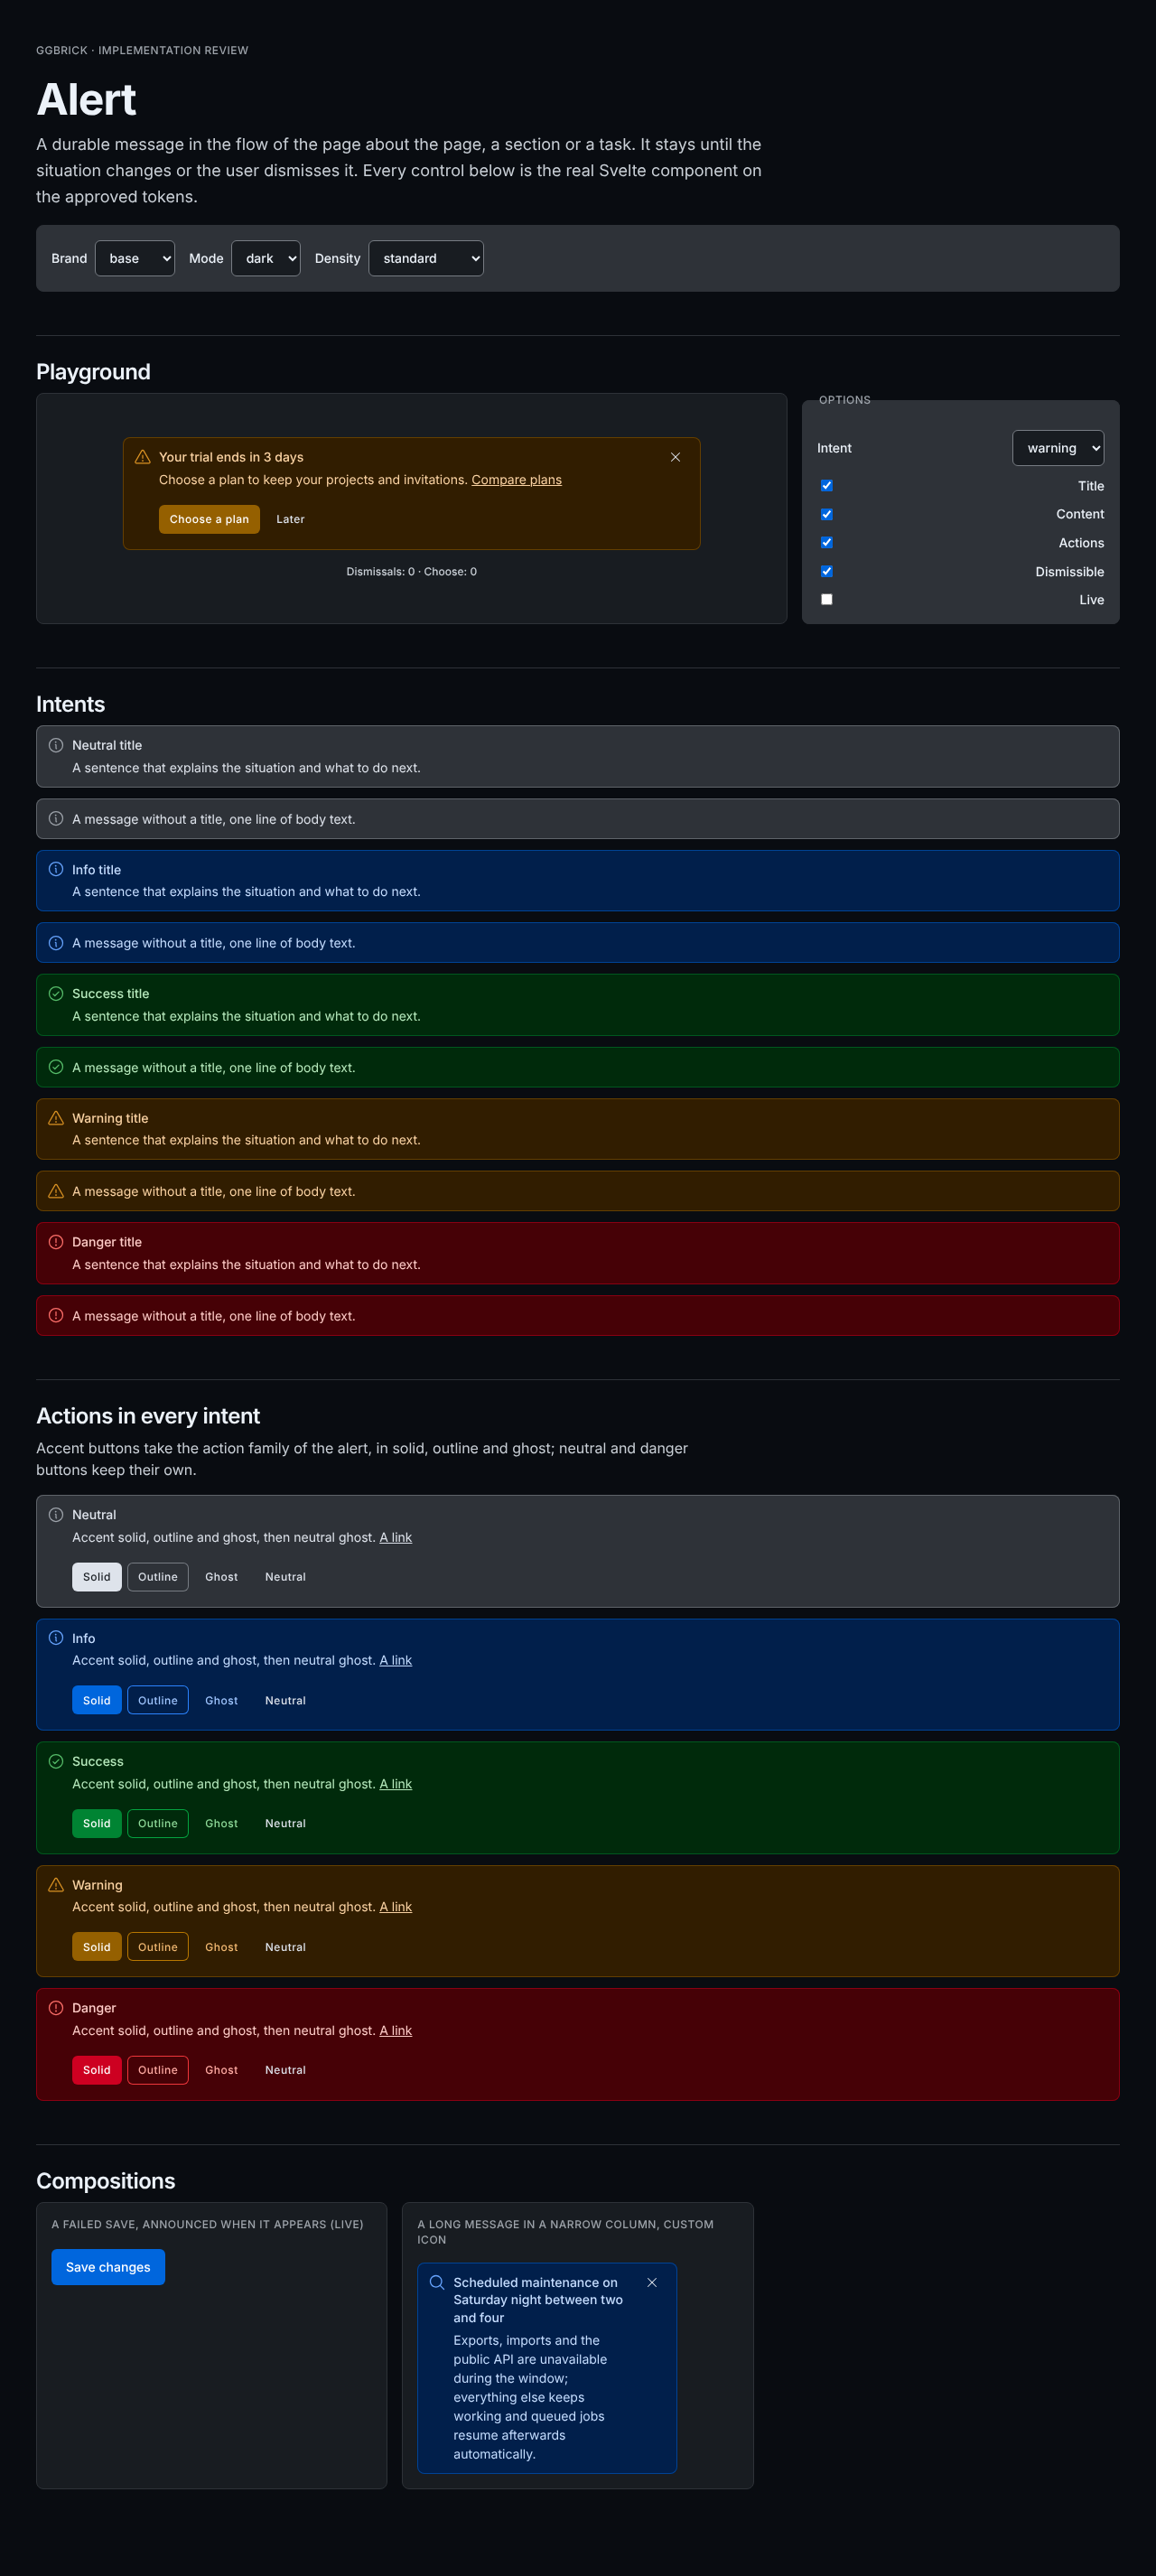 GGBRICK · IMPLEMENTATION REVIEW
Alert
A durable message in the flow of the page about the page, a section or a task. It stays until the
situation changes or the user dismisses it. Every control below is the real Svelte component on
the approved tokens.
Brand base Mode dark Density standard
Playground
OPTIONS
Your trial ends in 3 days
Choose a plan to keep your projects and invitations. Compare plans
Choose a plan Later
Dismissals: 0 · Choose: 0
Intent warning
Title
Content
Actions
Dismissible
Live
Intents
Neutral title
A sentence that explains the situation and what to do next.
A message without a title, one line of body text.
Info title
A sentence that explains the situation and what to do next.
A message without a title, one line of body text.
Success title
A sentence that explains the situation and what to do next.
A message without a title, one line of body text.
Warning title
A sentence that explains the situation and what to do next.
A message without a title, one line of body text.
Danger title
A sentence that explains the situation and what to do next.
A message without a title, one line of body text.
Actions in every intent
Accent buttons take the action family of the alert, in solid, outline and ghost; neutral and danger
buttons keep their own.
Neutral
Accent solid, outline and ghost, then neutral ghost. A link
Solid Outline Ghost Neutral
Info
Accent solid, outline and ghost, then neutral ghost. A link
Solid Outline Ghost Neutral
Success
Accent solid, outline and ghost, then neutral ghost. A link
Solid Outline Ghost Neutral
Warning
Accent solid, outline and ghost, then neutral ghost. A link
Solid Outline Ghost Neutral
Danger
Accent solid, outline and ghost, then neutral ghost. A link
Solid Outline Ghost Neutral
Compositions
A FAILED SAVE, ANNOUNCED WHEN IT APPEARS (LIVE)
Save changes
A LONG MESSAGE IN A NARROW COLUMN, CUSTOM
ICON
Scheduled maintenance on
Saturday night between two
and four
Exports, imports and the
public API are unavailable
during the window;
everything else keeps
working and queued jobs
resume afterwards
automatically.